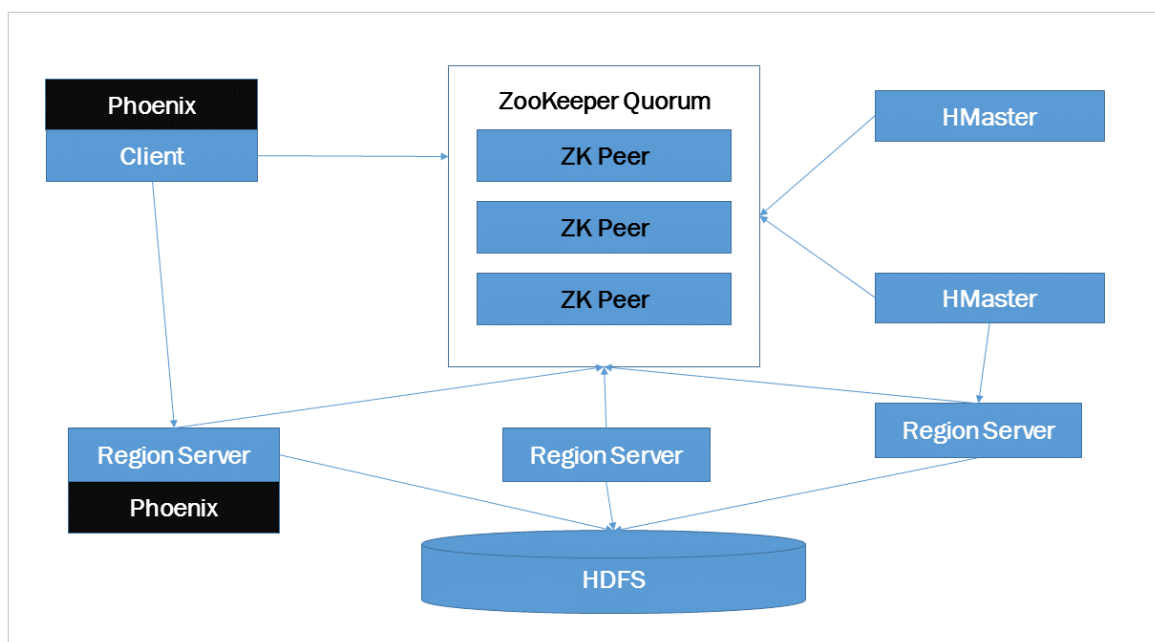 Phoenix
Client
ZooKeeper Quorum
ZK Peer
ZK Peer
ZK Peer
HMaster
HMaster
Region Server
Phoenix
Region Server
Region Server
HDFS